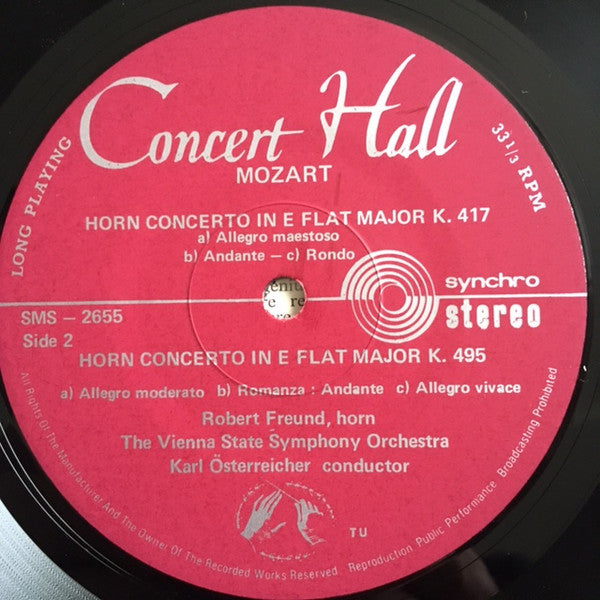 Concert Hall
LONG PLAYING
33 1/3 RPM
MOZART
HORN CONCERTO IN E FLAT MAJOR K. 417
a) Allegro maestoso
b) Andante – c) Rondo
synchro
stereo
SMS – 2655
Side 2
HORN CONCERTO IN E FLAT MAJOR K. 495
a) Allegro moderato b) Romanza : Andante c) Allegro vivace
Robert Freund, horn
The Vienna State Symphony Orchestra
Karl Österreicher conductor
TU
All Rights Of The Manufacturer And The Owner Of The Recorded Works Reserved. Reproduction Public Performance Broadcasting Prohibited